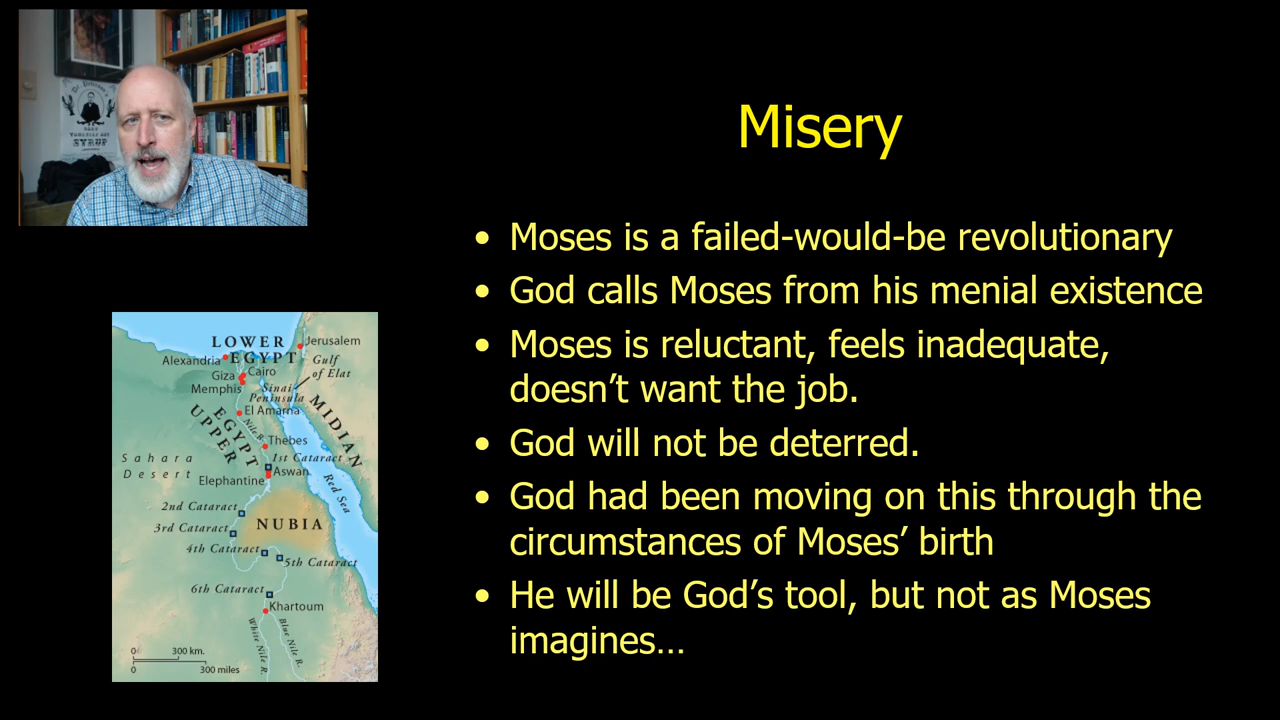 SYRUP
Misery
• Moses is a failed-would-be revolutionary
• God calls Moses from his menial existence
• Moses is reluctant, feels inadequate,
doesn’t want the job.
• God will not be deterred.
• God had been moving on this through the
circumstances of Moses’ birth
• He will be God’s tool, but not as Moses
imagines…
LOWER
EGYPT
Jerusalem
Alexandria
Gulf
of Elat
Giza
Cairo
Memphis
Sinai
Peninsula
El Amarna
MIDIAN
UPPER
EGYPT
Nile R.
Thebes
Sahara
Desert
1st Cataract
Aswan
Elephantine
Red Sea
2nd Cataract
NUBIA
3rd Cataract
4th Cataract
5th Cataract
6th Cataract
Khartoum
White Nile R.
Blue Nile R.
0 300 km.
0 300 miles